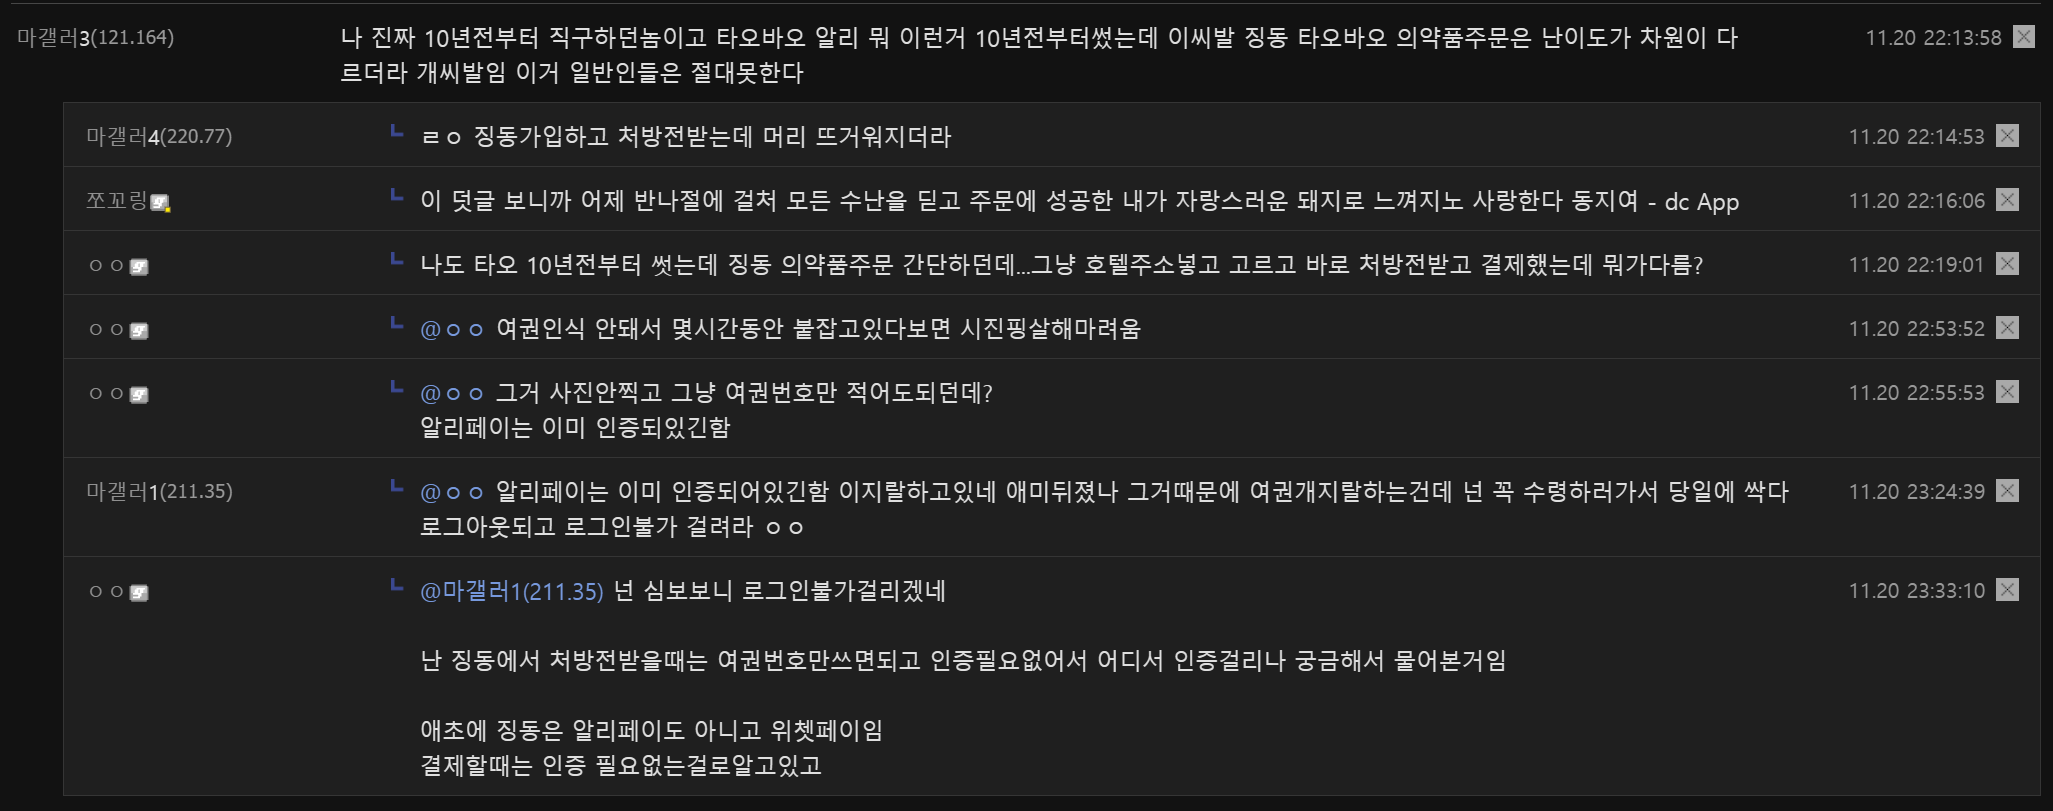 마갤러3(121.164) 나 진짜 10년전부터 직구하던놈이고 타오바오 알리 뭐 이런거 10년전부터썼는데 이씨발 징동 타오바오 의약품주문은 난이도가 차원이 다 11.20 22:13:58
르더라 개씨발임 이거 일반인들은 절대못한다
마갤러4(220.77) ㄹㅇ 징동가입하고 처방전받는데 머리 뜨거워지더라 11.20 22:14:53
쪼꼬링 이 덧글 보니까 어제 반나절에 걸처 모든 수난을 딛고 주문에 성공한 내가 자랑스러운 돼지로 느껴지노 사랑한다 동지여 - dc App 11.20 22:16:06
ㅇㅇ 나도 타오 10년전부터 썻는데 징동 의약품주문 간단하던데...그냥 호텔주소넣고 고르고 바로 처방전받고 결제했는데 뭐가다름? 11.20 22:19:01
ㅇㅇ @ㅇㅇ 여권인식 안돼서 몇시간동안 붙잡고있다보면 시진핑살해마려움 11.20 22:53:52
ㅇㅇ @ㅇㅇ 그거 사진안찍고 그냥 여권번호만 적어도되던데? 11.20 22:55:53
알리페이는 이미 인증되있긴함
마갤러1(211.35) @ㅇㅇ 알리페이는 이미 인증되어있긴함 이지랄하고있네 애미뒤졌나 그거때문에 여권개지랄하는건데 넌 꼭 수령하러가서 당일에 싹다 11.20 23:24:39
로그아웃되고 로그인불가 걸려라 ㅇㅇ
ㅇㅇ @마갤러1(211.35) 넌 심보보니 로그인불가걸리겠네 11.20 23:33:10
난 징동에서 처방전받을때는 여권번호만쓰면되고 인증필요없어서 어디서 인증걸리나 궁금해서 물어본거임
애초에 징동은 알리페이도 아니고 위쳇페이임
결제할때는 인증 필요없는걸로알고있고